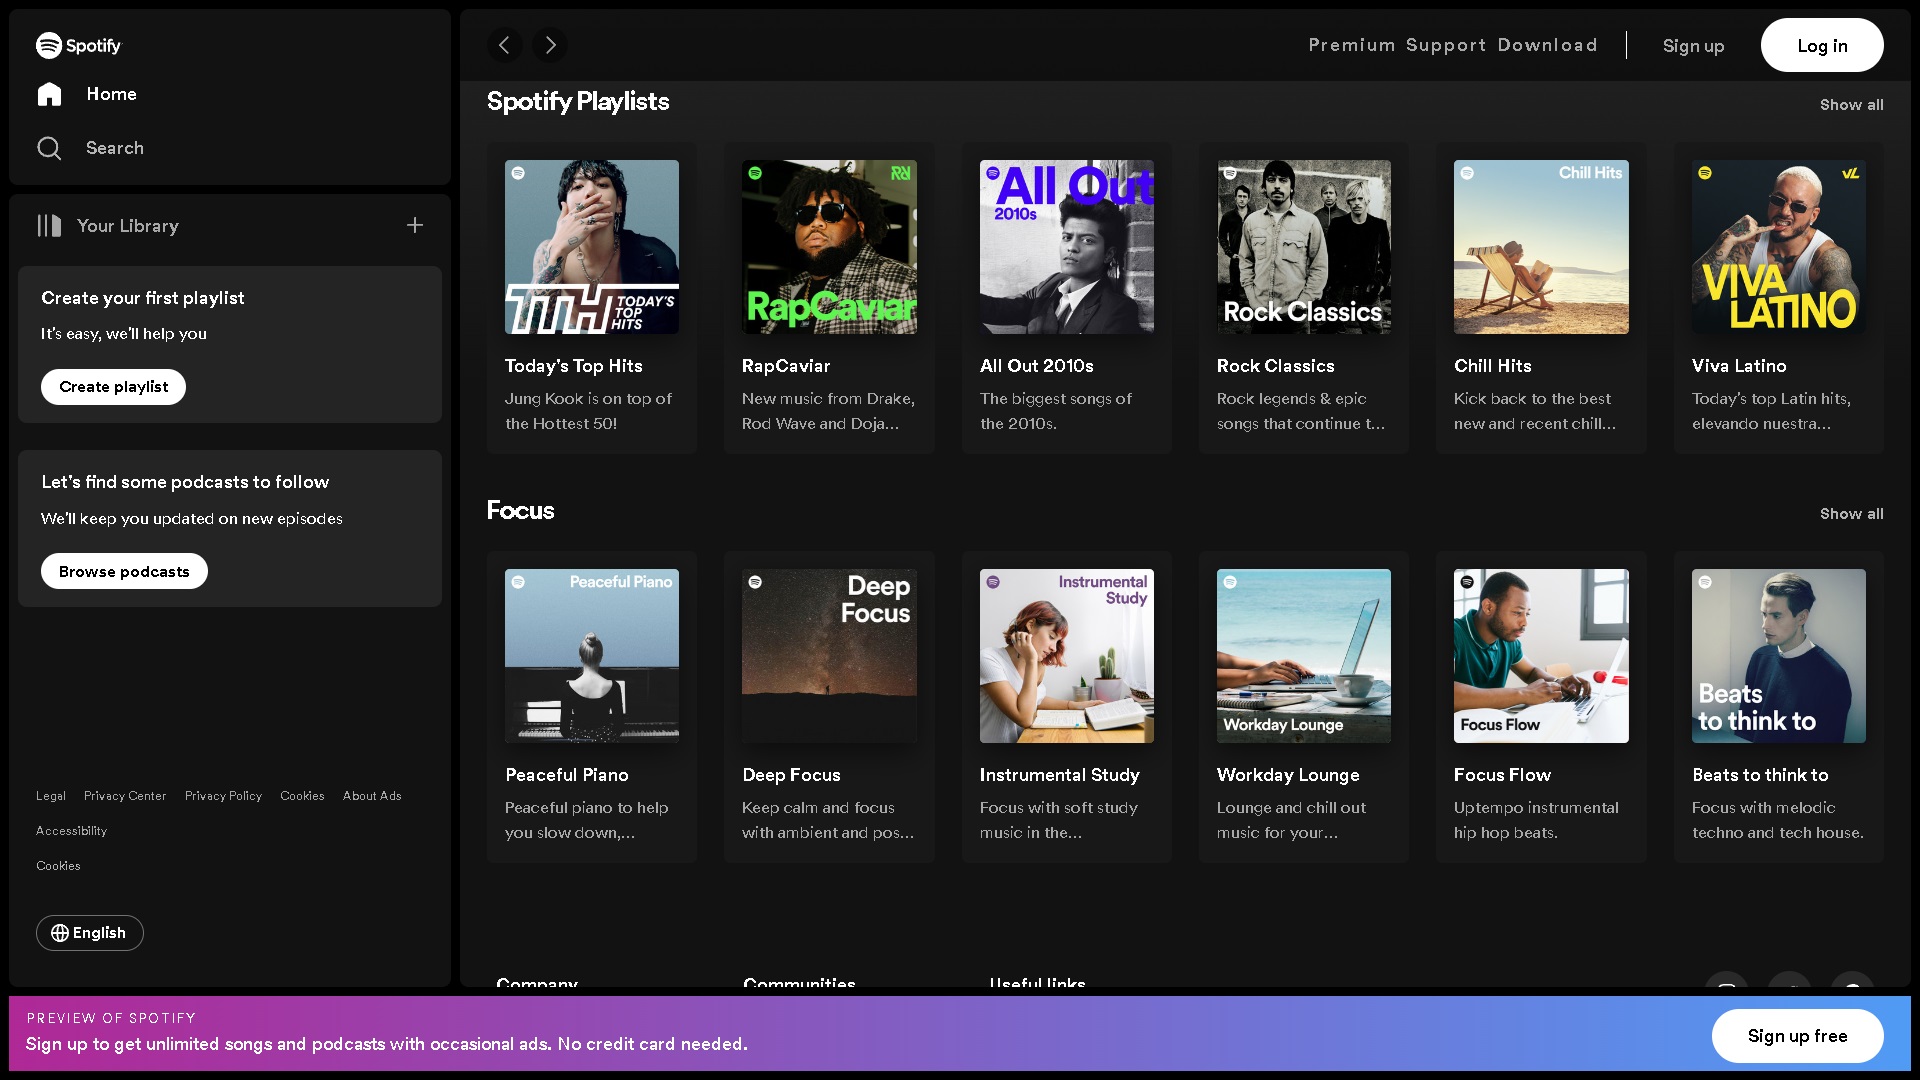 Spotify
Home
Search
Your Library
Create your first playlist
It's easy, we'll help you
Create playlist
Let's find some podcasts to follow
We'll keep you updated on new episodes
Browse podcasts
Legal Privacy Center Privacy Policy Cookies About Ads
Accessibility
Cookies
English
Premium Support Download Sign up Log in
Spotify Playlists Show all
TTH TODAY'S TOP HITS
Today's Top Hits
Jung Kook is on top of
the Hottest 50!
RapCaviar
RapCaviar
New music from Drake,
Rod Wave and Doja...
All Out
2010s
All Out 2010s
The biggest songs of
the 2010s.
Rock Classics
Rock Classics
Rock legends & epic
songs that continue t...
Chill Hits
Chill Hits
Kick back to the best
new and recent chill...
VL
VIVA
LATINO
Viva Latino
Today's top Latin hits,
elevando nuestra...
Focus Show all
Peaceful Piano
Peaceful Piano
Peaceful piano to help
you slow down,...
Deep
Focus
Deep Focus
Keep calm and focus
with ambient and pos...
Instrumental
Study
Instrumental Study
Focus with soft study
music in the...
Workday Lounge
Workday Lounge
Lounge and chill out
music for your...
Focus Flow
Focus Flow
Uptempo instrumental
hip hop beats.
Beats
to think to
Beats to think to
Focus with melodic
techno and tech house.
Company Communities Useful links
PREVIEW OF SPOTIFY
Sign up to get unlimited songs and podcasts with occasional ads. No credit card needed.
Sign up free